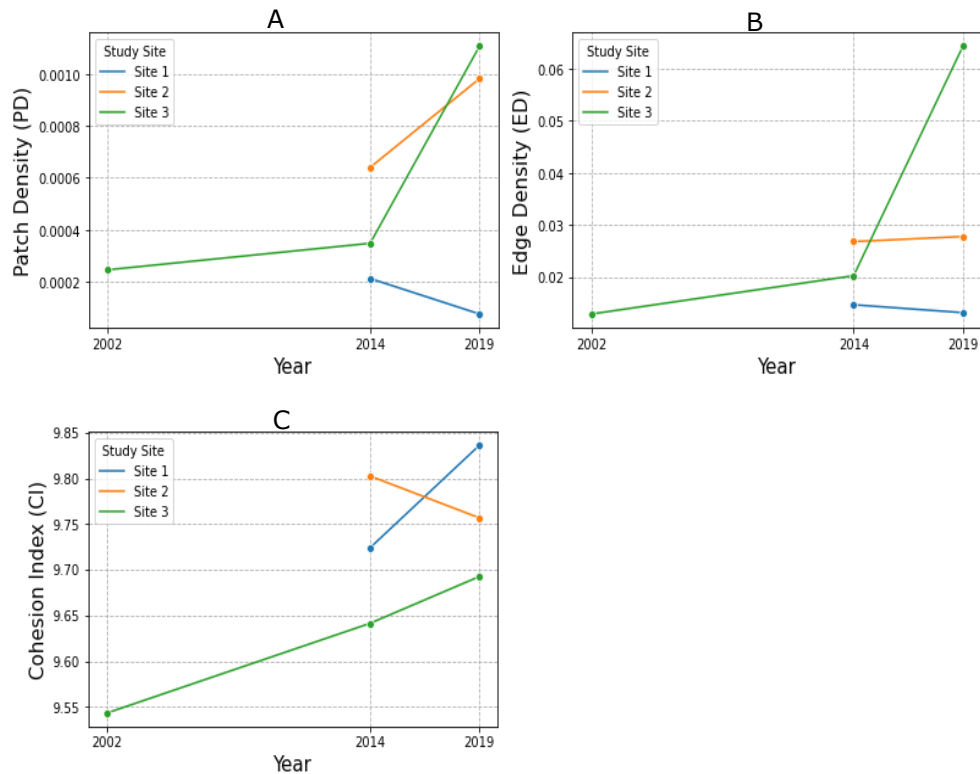 A
Patch Density (PD)
0.0010
0.0008
0.0006
0.0004
0.0002
Study Site
Site 1
Site 2
Site 3
2002
2014
2019
Year
B
Edge Density (ED)
0.06
0.05
0.04
0.03
0.02
Study Site
Site 1
Site 2
Site 3
2002
2014
2019
Year
C
Cohesion Index (CI)
9.85
9.80
9.75
9.70
9.65
9.60
9.55
Study Site
Site 1
Site 2
Site 3
2002
2014
2019
Year